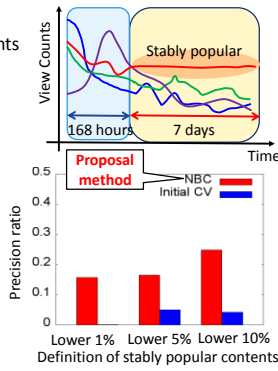 nts
View Counts
Stably popular
168 hours
7 days
Time
Proposal
method
NBC
Initial CV
Precision ratio
0.5
0.4
0.3
0.2
0.1
0
Lower 1%
Lower 5%
Lower 10%
Definition of stably popular contents